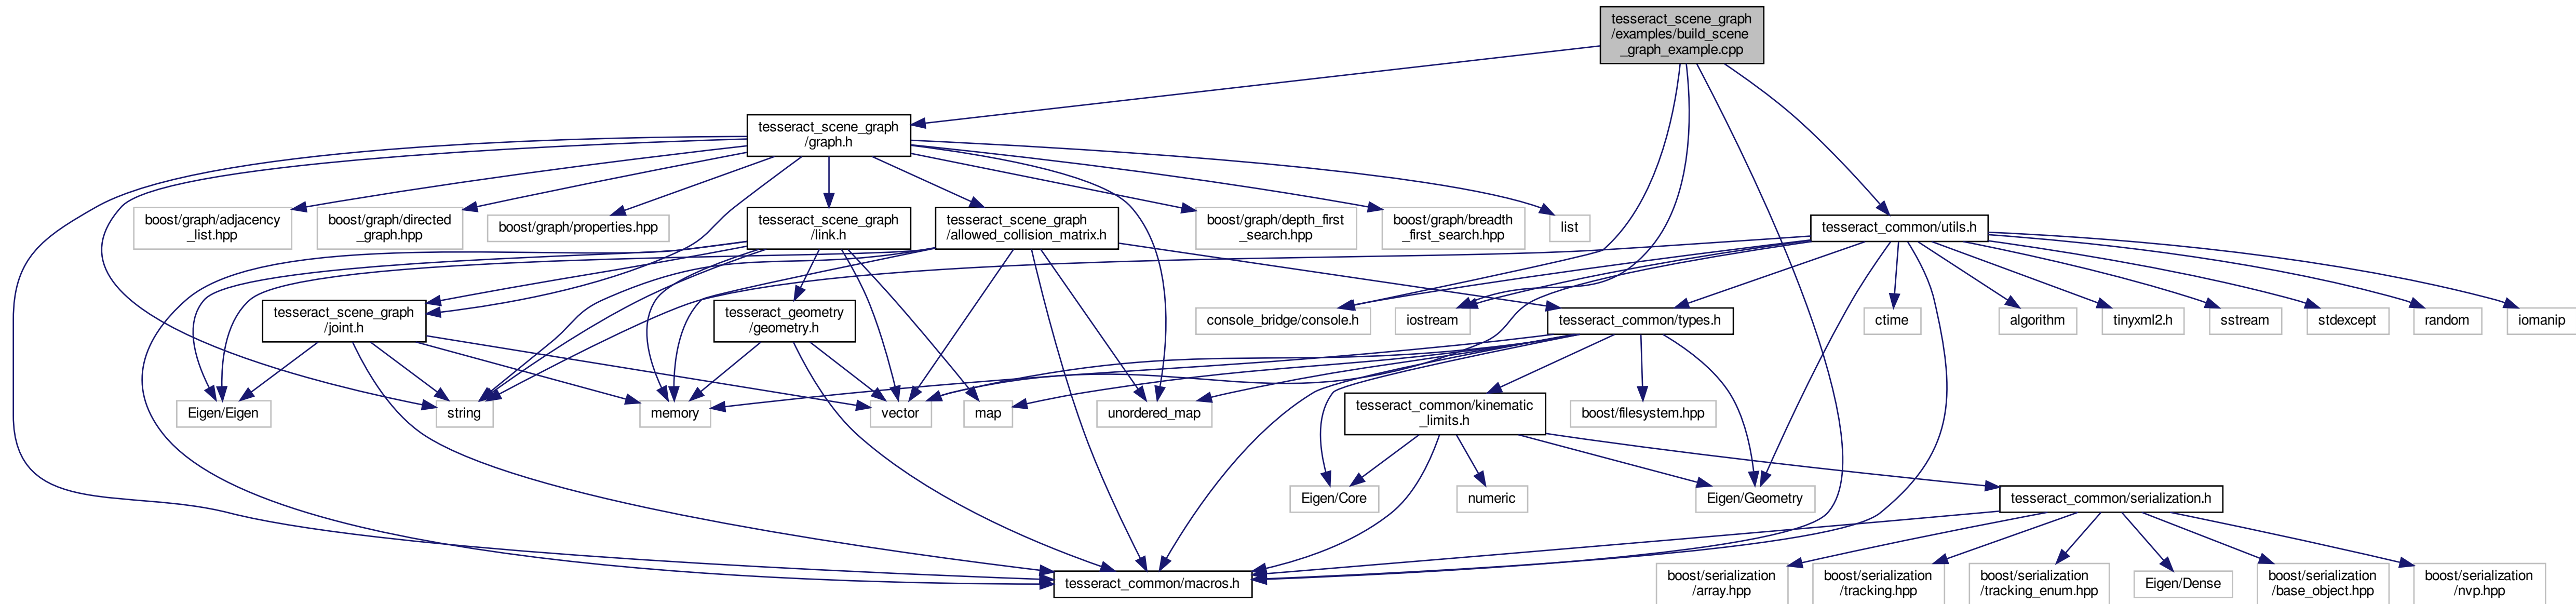 tesseract_scene_graph
/examples/build_scene
_graph_example.cpp
tesseract_scene_graph
/graph.h
boost/graph/adjacency
_list.hpp
boost/graph/directed
_graph.hpp
boost/graph/properties.hpp
tesseract_scene_graph
/link.h
tesseract_scene_graph
/allowed_collision_matrix.h
boost/graph/depth_first
_search.hpp
boost/graph/breadth
_first_search.hpp
list
tesseract_common/utils.h
tesseract_scene_graph
/joint.h
tesseract_geometry
/geometry.h
console_bridge/console.h
iostream
tesseract_common/types.h
ctime
algorithm
tinyxml2.h
sstream
stdexcept
random
iomanip
Eigen/Eigen
string
memory
vector
map
unordered_map
tesseract_common/kinematic
_limits.h
boost/filesystem.hpp
Eigen/Core
numeric
Eigen/Geometry
tesseract_common/serialization.h
tesseract_common/macros.h
boost/serialization
/array.hpp
boost/serialization
/tracking.hpp
boost/serialization
/tracking_enum.hpp
Eigen/Dense
boost/serialization
/base_object.hpp
boost/serialization
/nvp.hpp